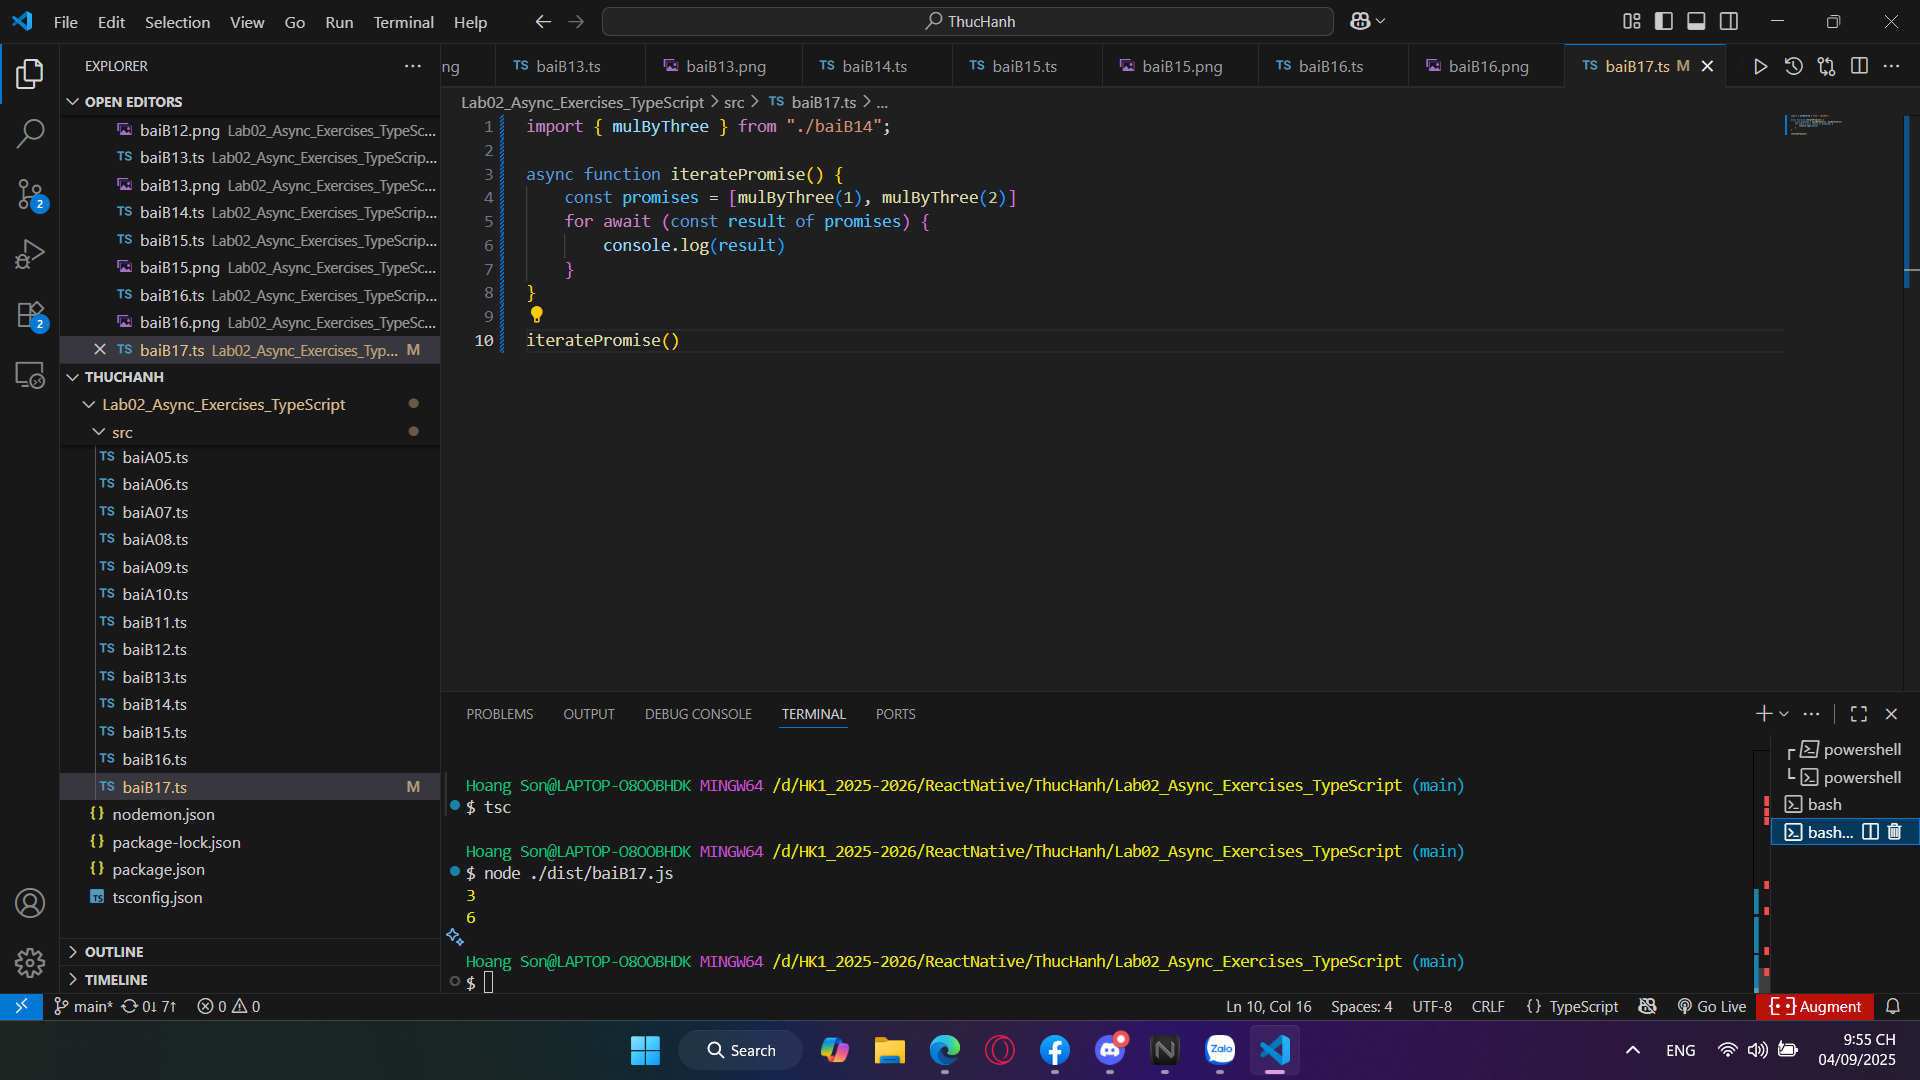 File Edit Selection View Go Run Terminal Help
ThucHanh
EXPLORER
OPEN EDITORS
baiB12.png Lab02_Async_Exercises_TypeSc...
TS baiB13.ts Lab02_Async_Exercises_TypeScrip...
baiB13.png Lab02_Async_Exercises_TypeSc...
TS baiB14.ts Lab02_Async_Exercises_TypeScrip...
TS baiB15.ts Lab02_Async_Exercises_TypeScrip...
baiB15.png Lab02_Async_Exercises_TypeSc...
TS baiB16.ts Lab02_Async_Exercises_TypeScrip...
baiB16.png Lab02_Async_Exercises_TypeSc...
TS baiB17.ts Lab02_Async_Exercises_Typ... M
THUCHANH
Lab02_Async_Exercises_TypeScript
src
TS baiA05.ts
TS baiA06.ts
TS baiA07.ts
TS baiA08.ts
TS baiA09.ts
TS baiA10.ts
TS baiB11.ts
TS baiB12.ts
TS baiB13.ts
TS baiB14.ts
TS baiB15.ts
TS baiB16.ts
TS baiB17.ts M
{} nodemon.json
{} package-lock.json
{} package.json
TS tsconfig.json
OUTLINE
TIMELINE
2
2
ng TS baiB13.ts baiB13.png TS baiB14.ts TS baiB15.ts baiB15.png TS baiB16.ts baiB16.png TS baiB17.ts M
Lab02_Async_Exercises_TypeScript > src > TS baiB17.ts > ...
1 import { mulByThree } from "./baiB14";
2
3 async function iteratePromise() {
4 const promises = [mulByThree(1), mulByThree(2)]
5 for await (const result of promises) {
6 console.log(result)
7 }
8 }
9
10 iteratePromise()
PROBLEMS OUTPUT DEBUG CONSOLE TERMINAL PORTS
Hoang Son@LAPTOP-O8OOBHDK MINGW64 /d/HK1_2025-2026/ReactNative/ThucHanh/Lab02_Async_Exercises_TypeScript (main)
$ tsc
Hoang Son@LAPTOP-O8OOBHDK MINGW64 /d/HK1_2025-2026/ReactNative/ThucHanh/Lab02_Async_Exercises_TypeScript (main)
$ node ./dist/baiB17.js
3
6
Hoang Son@LAPTOP-O8OOBHDK MINGW64 /d/HK1_2025-2026/ReactNative/ThucHanh/Lab02_Async_Exercises_TypeScript (main)
$
powershell
powershell
bash
bash...
main* 0↓ 7↑ 0 0
Ln 10, Col 16 Spaces: 4 UTF-8 CRLF {} TypeScript Go Live Augment
Search
Zalo
ENG
9:55 CH
04/09/2025